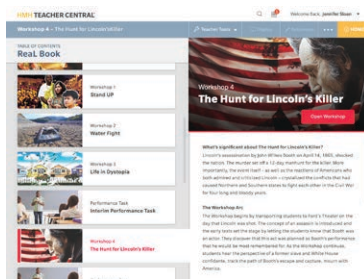 HMH TEACHER CENTRAL
Welcome back, Jennifer Sloan
Workshop 4 – The Hunt for Lincoln's Killer
Teacher Tools
TABLE OF CONTENTS
REAL Book
Workshop 1
Stand UP
Workshop 2
Water Fight
Workshop 3
Life in Dystopia
Performance Task
Interim Performance Task
Workshop 4
The Hunt for Lincoln's Killer
Workshop 4
The Hunt for Lincoln's Killer
Open Workshop
What's significant about The Hunt for Lincoln's Killer?
Lincoln's assassination by John Wilkes Booth on April 14, 1865, shocked
the nation. The murder set off a 12-day manhunt for the killer. More
importantly, the event itself – as well as the reactions of Americans who
both admired and criticized Lincoln – crystallized the conflicts that had
caused Northern and Southern states to fight each other in the Civil War
for four long and bloody years.
The Workshop Arc
The Workshop begins by transporting students to Ford's Theater on the
day that Lincoln was shot. The concept of an assassin is introduced and
the early texts set the stage by letting the students know that Booth was
an actor. They discover that this act was planned as Booth's performance
that he would be most remembered for. As the Workshop continues,
students hear the perspective of a former slave and White House
confidante, track the path of Booth's escape and capture, mourn with
America.